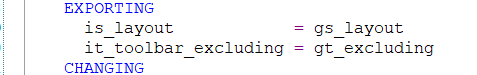 EXPORTING
is_layout = gs_layout
it_toolbar_excluding = gt_excluding
CHANGING